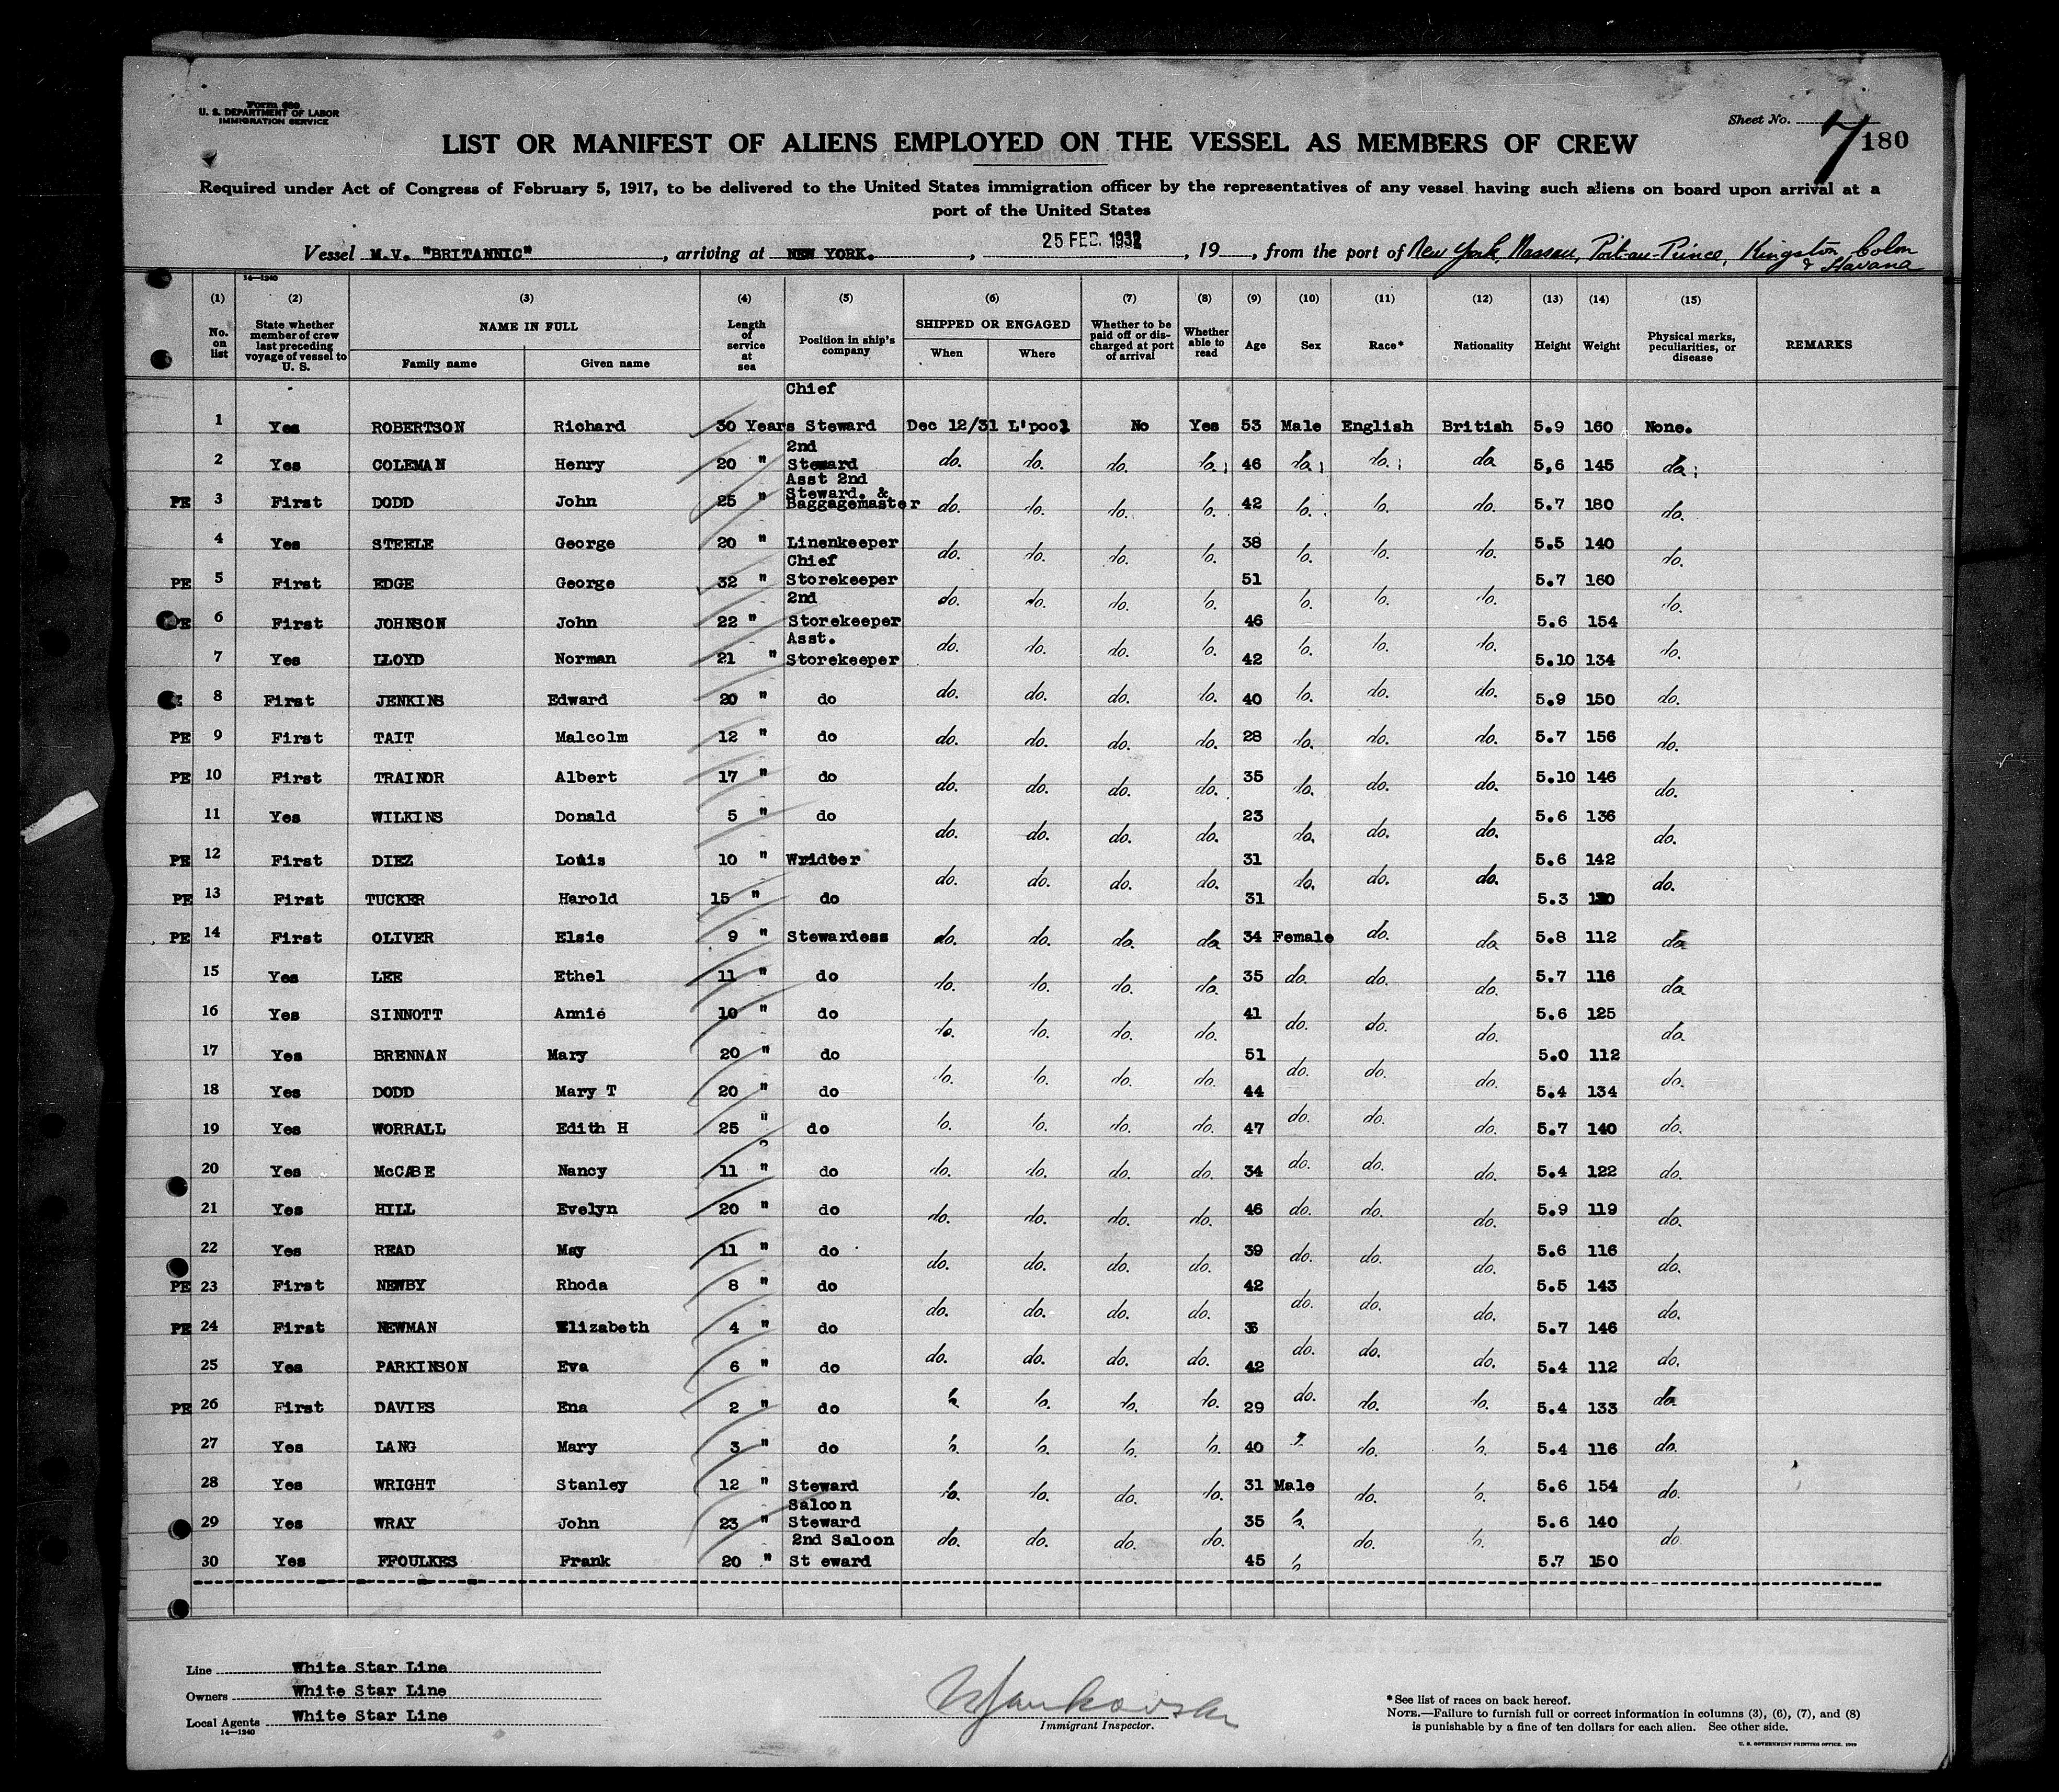 Form 680
U. S. DEPARTMENT OF LABOR
IMMIGRATION SERVICE
Sheet No. 7
180
LIST OR MANIFEST OF ALIENS EMPLOYED ON THE VESSEL AS MEMBERS OF CREW
Required under Act of Congress of February 5, 1917, to be delivered to the United States immigration officer by the representatives of any vessel having such aliens on board upon arrival at a
port of the United States
Vessel M.V. "BRITANNIC", arriving at NEW YORK., 25 FEB. 1932, 19, from the port of New York, Nassau, Port-au-Prince, Kingston, Colon
& Havana
14—1240
(1) (2) (3) (4) (5) (6) (7) (8) (9) (10) (11) (12) (13) (14) (15)
No. on list | State whether member of crew last preceding voyage of vessel to U. S. | NAME IN FULL Family name Given name | Length of service at sea | Position in ship's company | SHIPPED OR ENGAGED When Where | Whether to be paid off or discharged at port of arrival | Whether able to read | Age | Sex | Race* | Nationality | Height | Weight | Physical marks, peculiarities, or disease | REMARKS
1 Yes ROBERTSON Richard 30 Years Chief Steward Dec 12/31 L'pool No Yes 53 Male English British 5.9 160 None.
2 Yes COLEMAN Henry 20 " 2nd Steward do. do. do. do. 46 do. do. do 5,6 145 do.
PE 3 First DODD John 25 " Asst 2nd Steward. & Baggagemaster do. do. do. do. 42 do. do. do. 5.7 180 do.
4 Yes STEELE George 20 " Linenkeeper do. do. do. do. 38 do. do. do. 5.5 140 do.
PE 5 First EDGE George 32 " Chief Storekeeper do. do. do. do. 51 do. do. do. 5.7 160 do.
PE 6 First JOHNSON John 22 " 2nd Storekeeper do. do. do. do. 46 do. do. do. 5.6 154 do.
7 Yes LLOYD Norman 21 " Asst. Storekeeper do. do. do. do. 42 do. do. do. 5.10 134 do.
8 First JENKINS Edward 20 " do do. do. do. do. 40 do. do. do. 5.9 150 do.
PE 9 First TAIT Malcolm 12 " do do. do. do. do. 28 do. do. do. 5.7 156 do.
PE 10 First TRAINOR Albert 17 " do do. do. do. do. 35 do. do. do. 5.10 146 do.
11 Yes WILKINS Donald 5 " do do. do. do. do. 23 do. do. do. 5.6 136 do.
PE 12 First DIEZ Louis 10 " Wridter do. do. do. do. 31 do. do. do. 5.6 142 do.
PE 13 First TUCKER Harold 15 " do 31 5.3
PE 14 First OLIVER Elsie 9 " Stewardess do. do. do. do 34 Female do. do 5.8 112 do
15 Yes LEE Ethel 11 " do do. do. do. do 35 do. do. do. 5.7 116 do
16 Yes SINNOTT Annie 10 " do do. do. do. do. 41 do. do. do. 5.6 125 do.
17 Yes BRENNAN Mary 20 " do do. do. do. do. 51 do. do. do. 5.0 112 do.
18 Yes DODD Mary T 20 " do 44 5.4 134
19 Yes WORRALL Edith H 25 " do do. do. do. do. 47 do. do. do. 5.7 140 do.
20 Yes McCABE Nancy 11 " do do. do. do. do. 34 do. do. do. 5.4 122 do.
21 Yes HILL Evelyn 20 " do do. do. do. do. 46 do. do. do. 5.9 119 do.
22 Yes READ May 11 " do do. do. do. do. 39 do. do. do. 5.6 116 do.
PE 23 First NEWBY Rhoda 8 " do do. do. do. do. 42 do. do. do. 5.5 143 do.
PE 24 First NEWMAN Elizabeth 4 " do do. do. do. do. do. do. do. 5.7 146 do.
25 Yes PARKINSON Eva 6 " do 42 5.4 112
PE 26 First DAVIES Ena 2 " do do. do. do. do. 29 do. do. do. 5.4 133 do
27 Yes LANG Mary 3 " do do. do. do. do. 40 do. do. 5.4 116 do.
28 Yes WRIGHT Stanley 12 " Steward do. do. do. do. 31 Male do. do. 5.6 154 do.
29 Yes WRAY John 23 " Saloon Steward do. do. do. do. 35 do. do. do. 5.6 140 do
30 Yes FFOULKES Frank 20 " 2nd Saloon St eward 45 do. 5.7 150
Line White Star Line
Owners White Star Line
Local Agents White Star Line
14—1240
Immigrant Inspector.
*See list of races on back hereof.
NOTE.—Failure to furnish full or correct information in columns (3), (6), (7), and (8)
is punishable by a fine of ten dollars for each alien. See other side.
U. S. GOVERNMENT PRINTING OFFICE. 1929